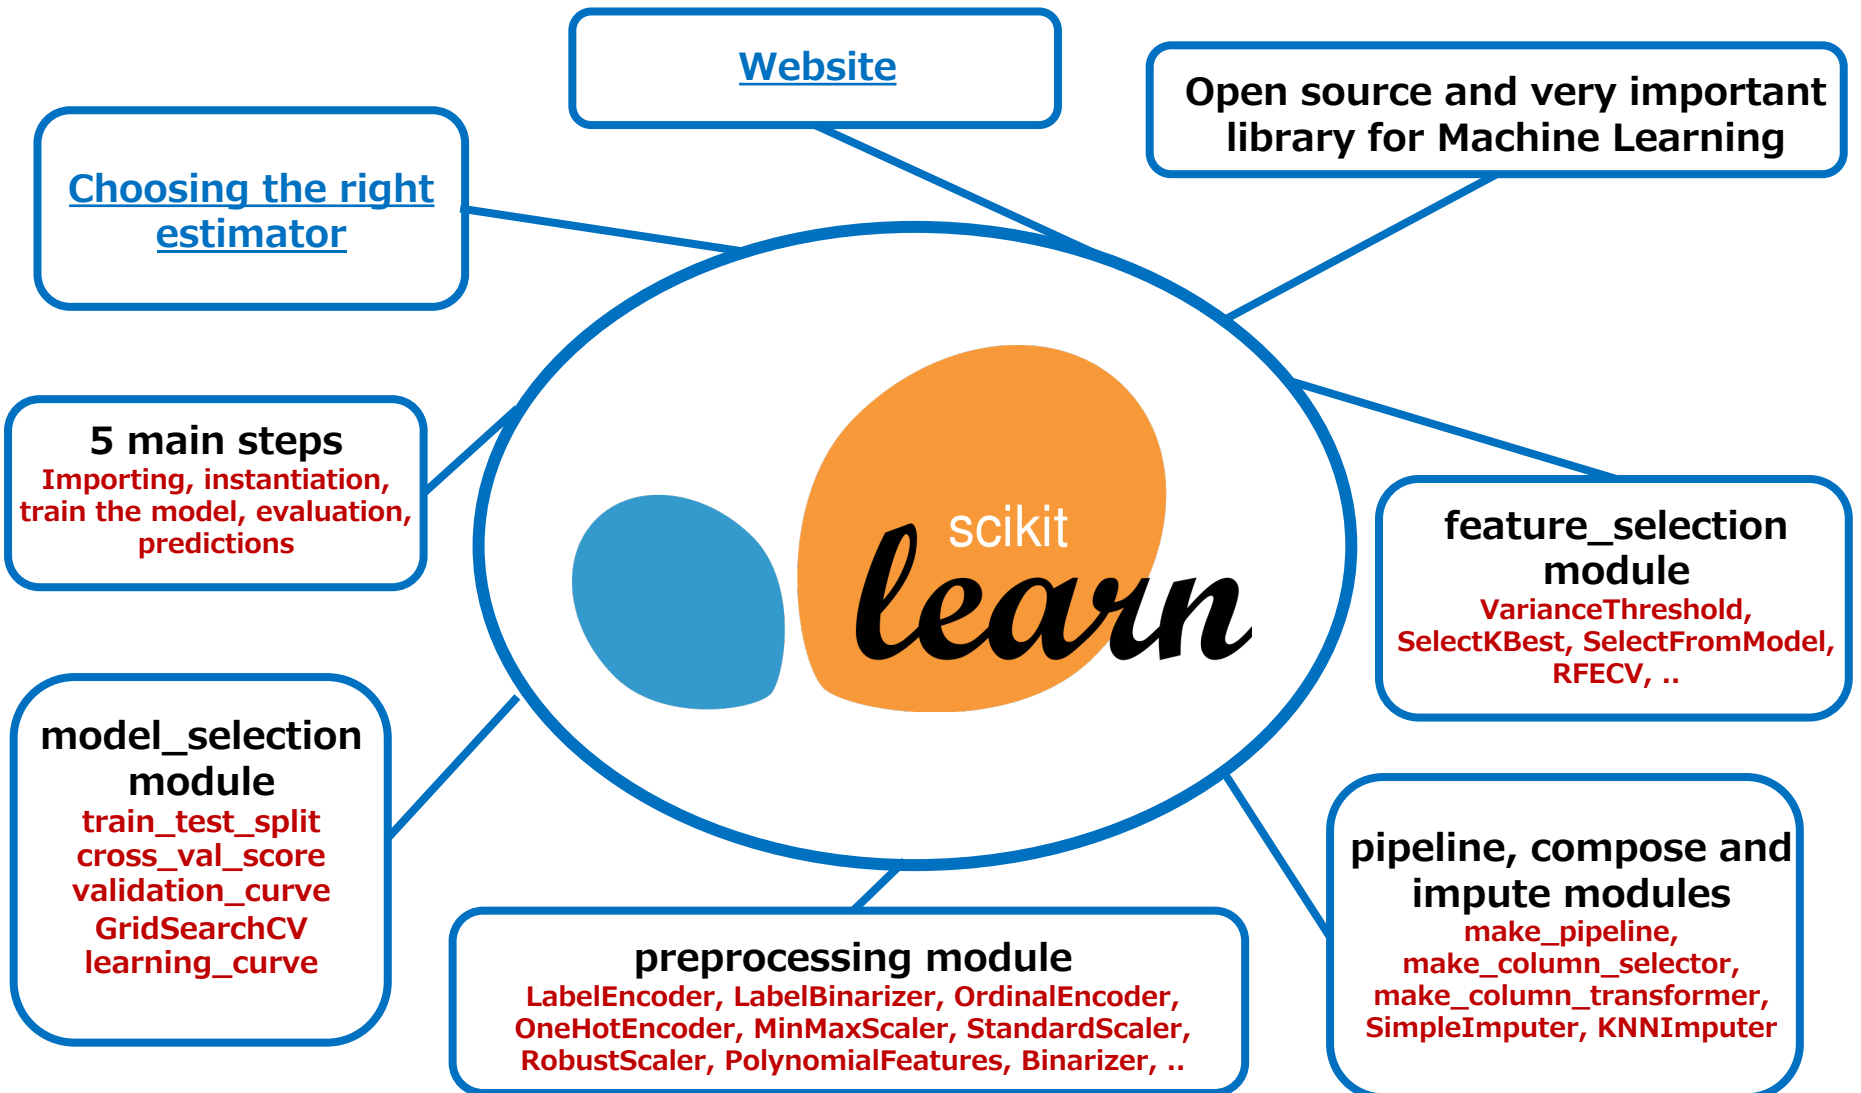 Website
Open source and very important
library for Machine Learning
Choosing the right
estimator
5 main steps
Importing, instantiation,
train the model, evaluation,
predictions
scikit
learn
feature_selection
module
VarianceThreshold,
SelectKBest, SelectFromModel,
RFECV, ..
model_selection
module
train_test_split
cross_val_score
validation_curve
GridSearchCV
learning_curve
pipeline, compose and
impute modules
make_pipeline,
make_column_selector,
make_column_transformer,
SimpleImputer, KNNImputer
preprocessing module
LabelEncoder, LabelBinarizer, OrdinalEncoder,
OneHotEncoder, MinMaxScaler, StandardScaler,
RobustScaler, PolynomialFeatures, Binarizer, ..